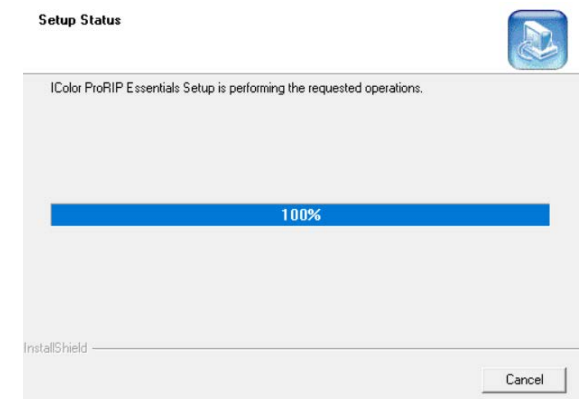 Setup Status
IColor ProRIP Essentials Setup is performing the requested operations.
100%
InstallShield
Cancel